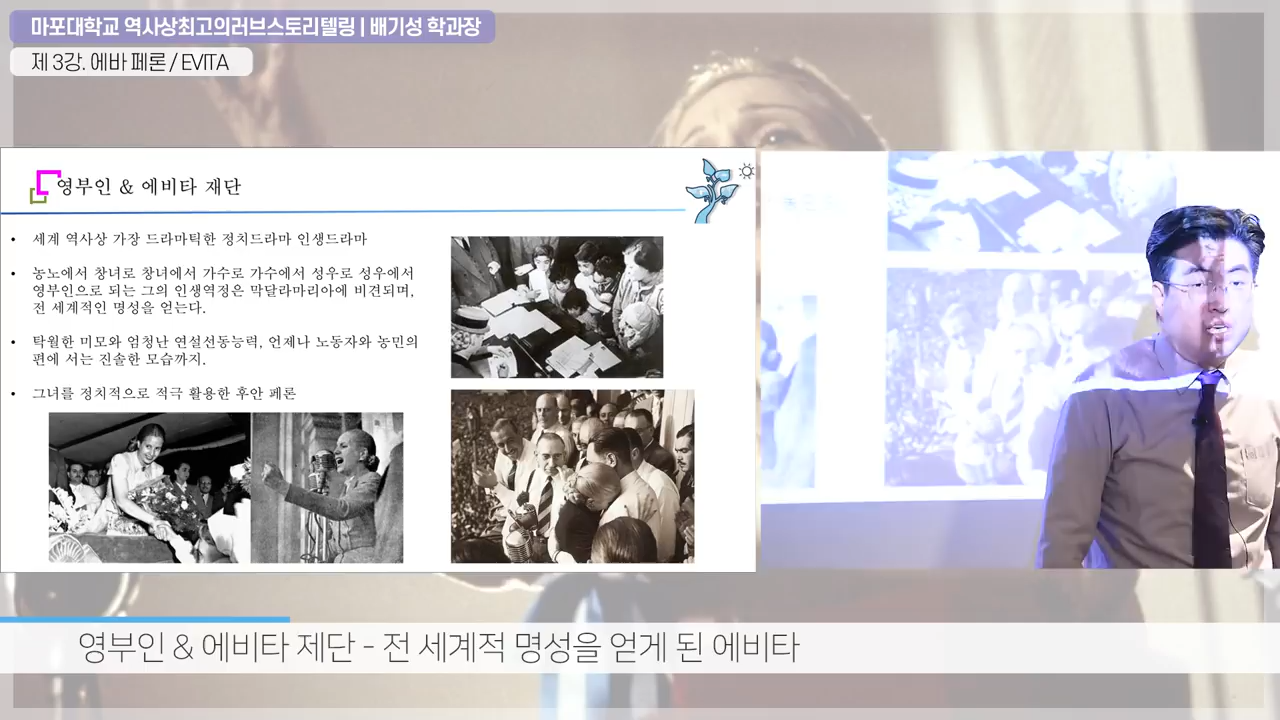 마포대학교 역사상최고의러브스토리텔링 | 배기성 학과장
제 3강. 에바 페론 / EVITA
영부인 & 에비타 재단
• 세계 역사상 가장 드라마틱한 정치드라마 인생드라마
• 농노에서 창녀로 창녀에서 가수로 가수에서 성우로 성우에서
영부인으로 되는 그의 인생역정은 막달라마리아에 비견되며,
전 세계적인 명성을 얻는다.
• 탁월한 미모와 엄청난 연설선동능력, 언제나 노동자와 농민의
편에 서는 진솔한 모습까지.
• 그녀를 정치적으로 적극 활용한 후안 페론
영부인 & 에비타 제단 - 전 세계적 명성을 얻게 된 에비타